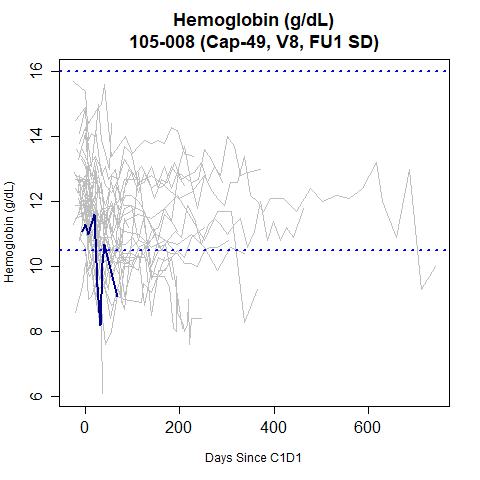 Hemoglobin (g/dL)
105-008 (Cap-49, V8, FU1 SD)
Hemoglobin (g/dL)
16
14
12
10
8
6
0
200
400
600
Days Since C1D1